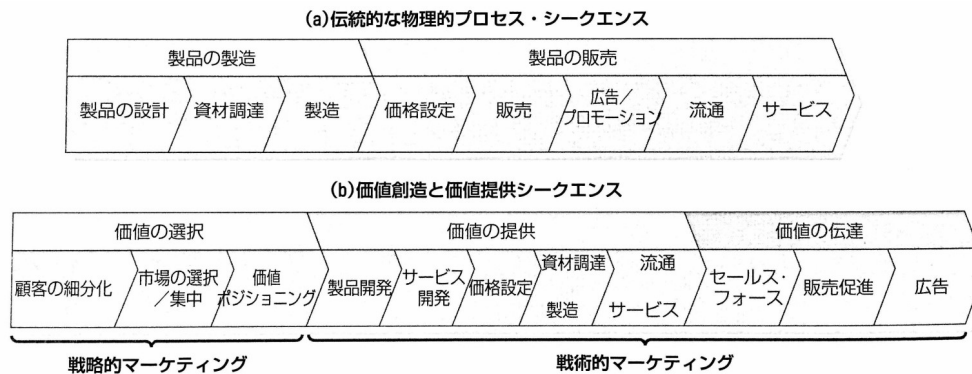 (a)伝統的な物理的プロセス・シークエンス
製品の製造
製品の販売
製品の設計
資材調達
製造
価格設定
販売
広告/
プロモーション
流通
サービス
(b)価値創造と価値提供シークエンス
価値の選択
価値の提供
価値の伝達
顧客の細分化
市場の選択
/集中
価値
ポジショニング
製品開発
サービス
開発
価格設定
資材調達
製造
流通
サービス
セールス・
フォース
販売促進
広告
戦略的マーケティング
戦術的マーケティング